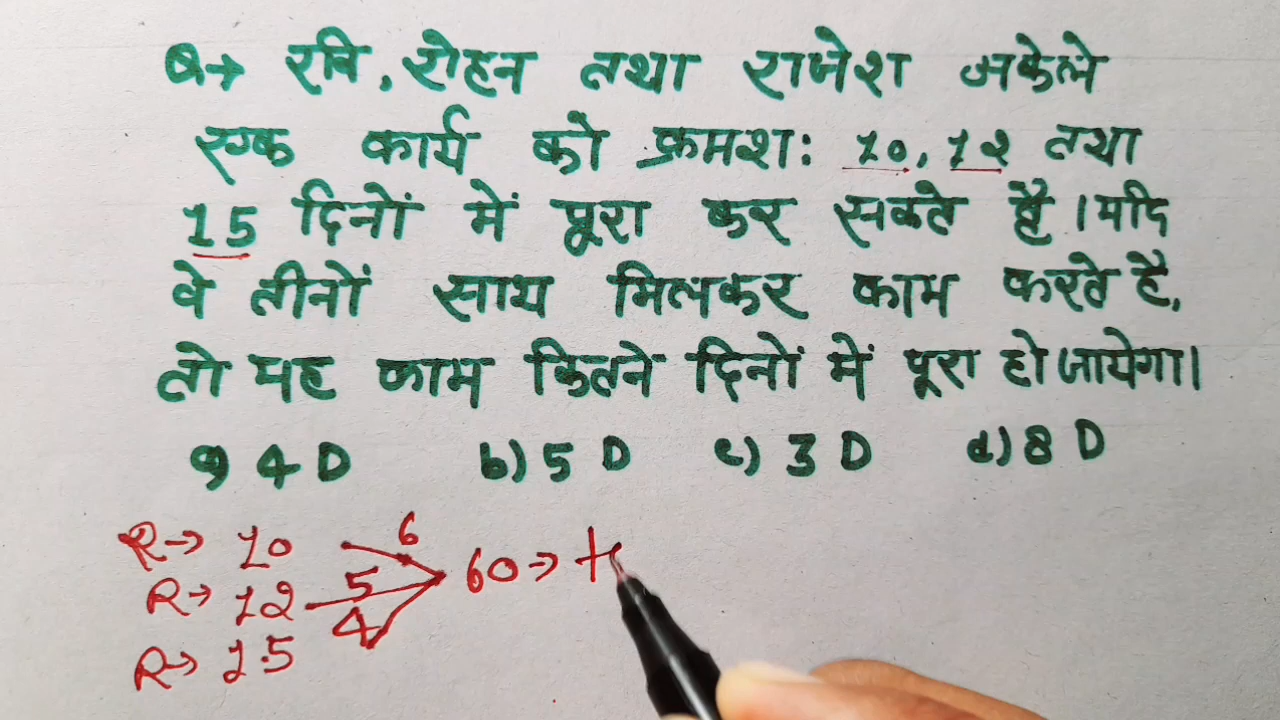 Q→ रवि, रोहन तथा राजेश अकेले
एक कार्य को क्रमशः 10, 12 तथा
15 दिनों में पूरा कर सकते है। यदि
वे तीनों साथ मिलकर काम करते है,
तो यह काम कितने दिनों में पूरा हो जायेगा।
a) 4 D b) 5 D c) 3 D d) 8 D
R→ 10 6
R→ 12 5 60→
R→ 15 4